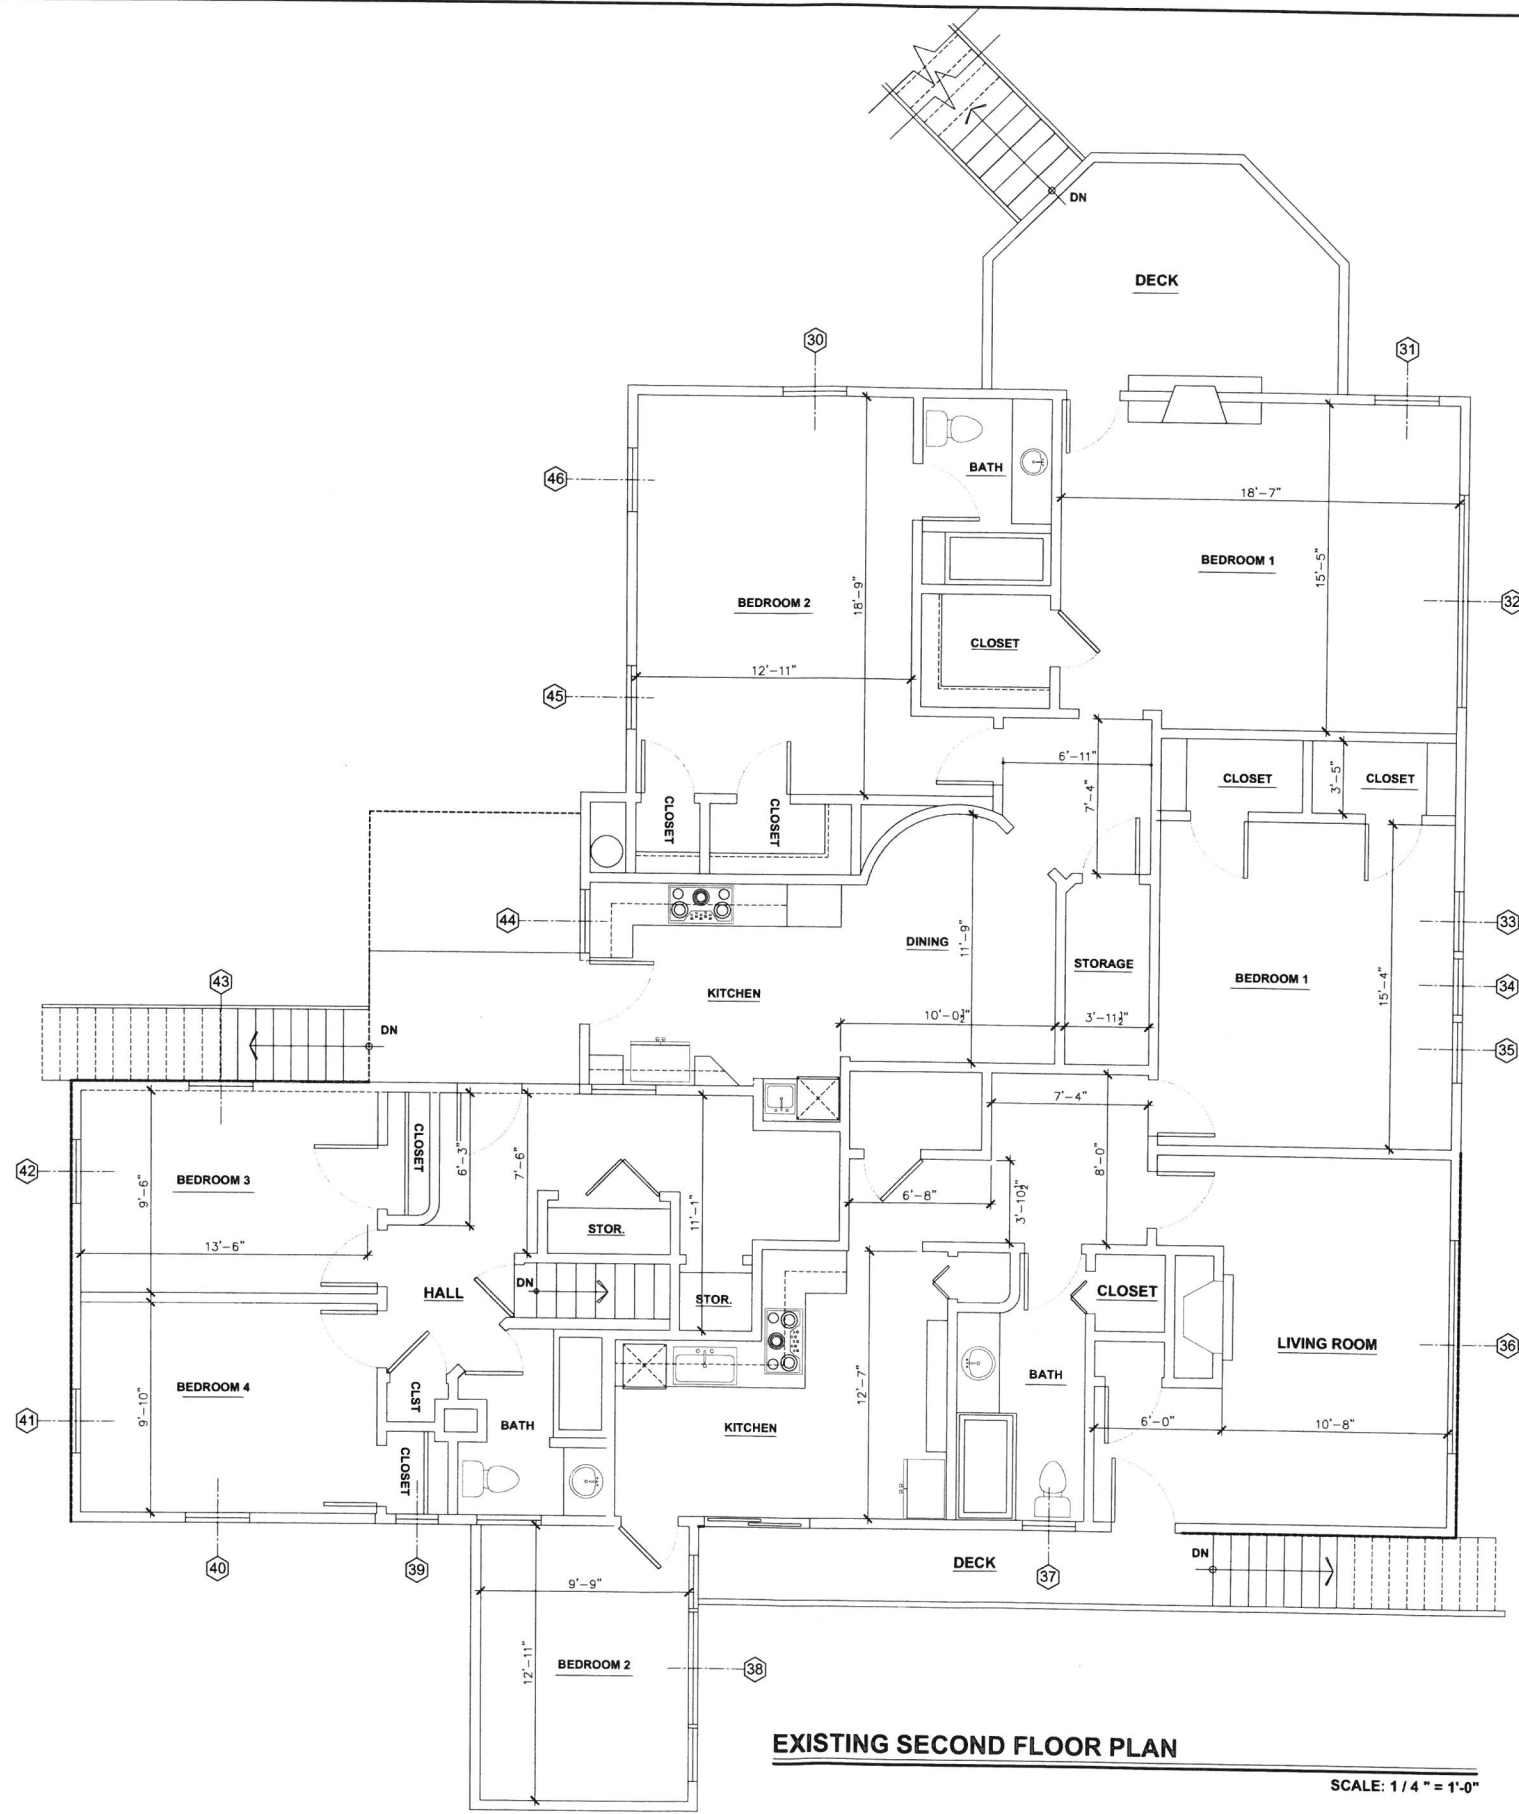 DN
DECK
30
31
46
BATH
18'-7"
BEDROOM 1
15'-5"
32
BEDROOM 2
18'-9"
CLOSET
12'-11"
45
6'-11"
7'-4"
CLOSET
3'-5"
CLOSET
CLOSET
CLOSET
44
DINING
11'-9"
STORAGE
BEDROOM 1
15'-4"
33
34
35
43
DN
KITCHEN
10'-0½"
3'-11½"
7'-4"
42
BEDROOM 3
9'-6"
CLOSET
6'-3"
7'-6"
11'-1"
STOR.
6'-8"
3'-10½"
8'-0"
13'-6"
HALL
DN
STOR.
CLOSET
LIVING ROOM
36
BEDROOM 4
9'-10"
CLST
12'-7"
BATH
41
BATH
KITCHEN
6'-0"
10'-8"
CLOSET
40
39
DECK
37
DN
9'-9"
12'-11"
BEDROOM 2
38
EXISTING SECOND FLOOR PLAN
SCALE: 1 / 4 " = 1'-0"